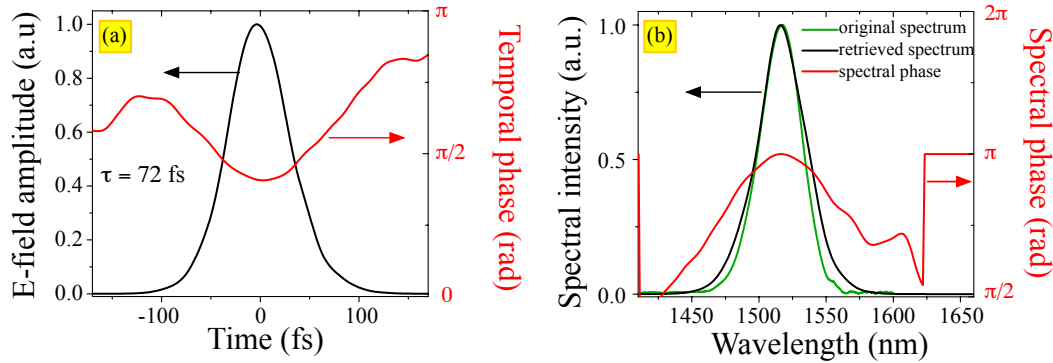 (a)
E-field amplitude (a.u)
1.0
0.8
0.6
0.4
0.2
0.0
τ = 72 fs
-100
0
100
Time (fs)
π
π/2
0
Temporal phase (rad)
(b)
Spectral intensity (a.u.)
1.0
0.5
0.0
original spectrum
retrieved spectrum
spectral phase
1450
1500
1550
1600
1650
Wavelength (nm)
2π
π
π/2
Spectral phase (rad)